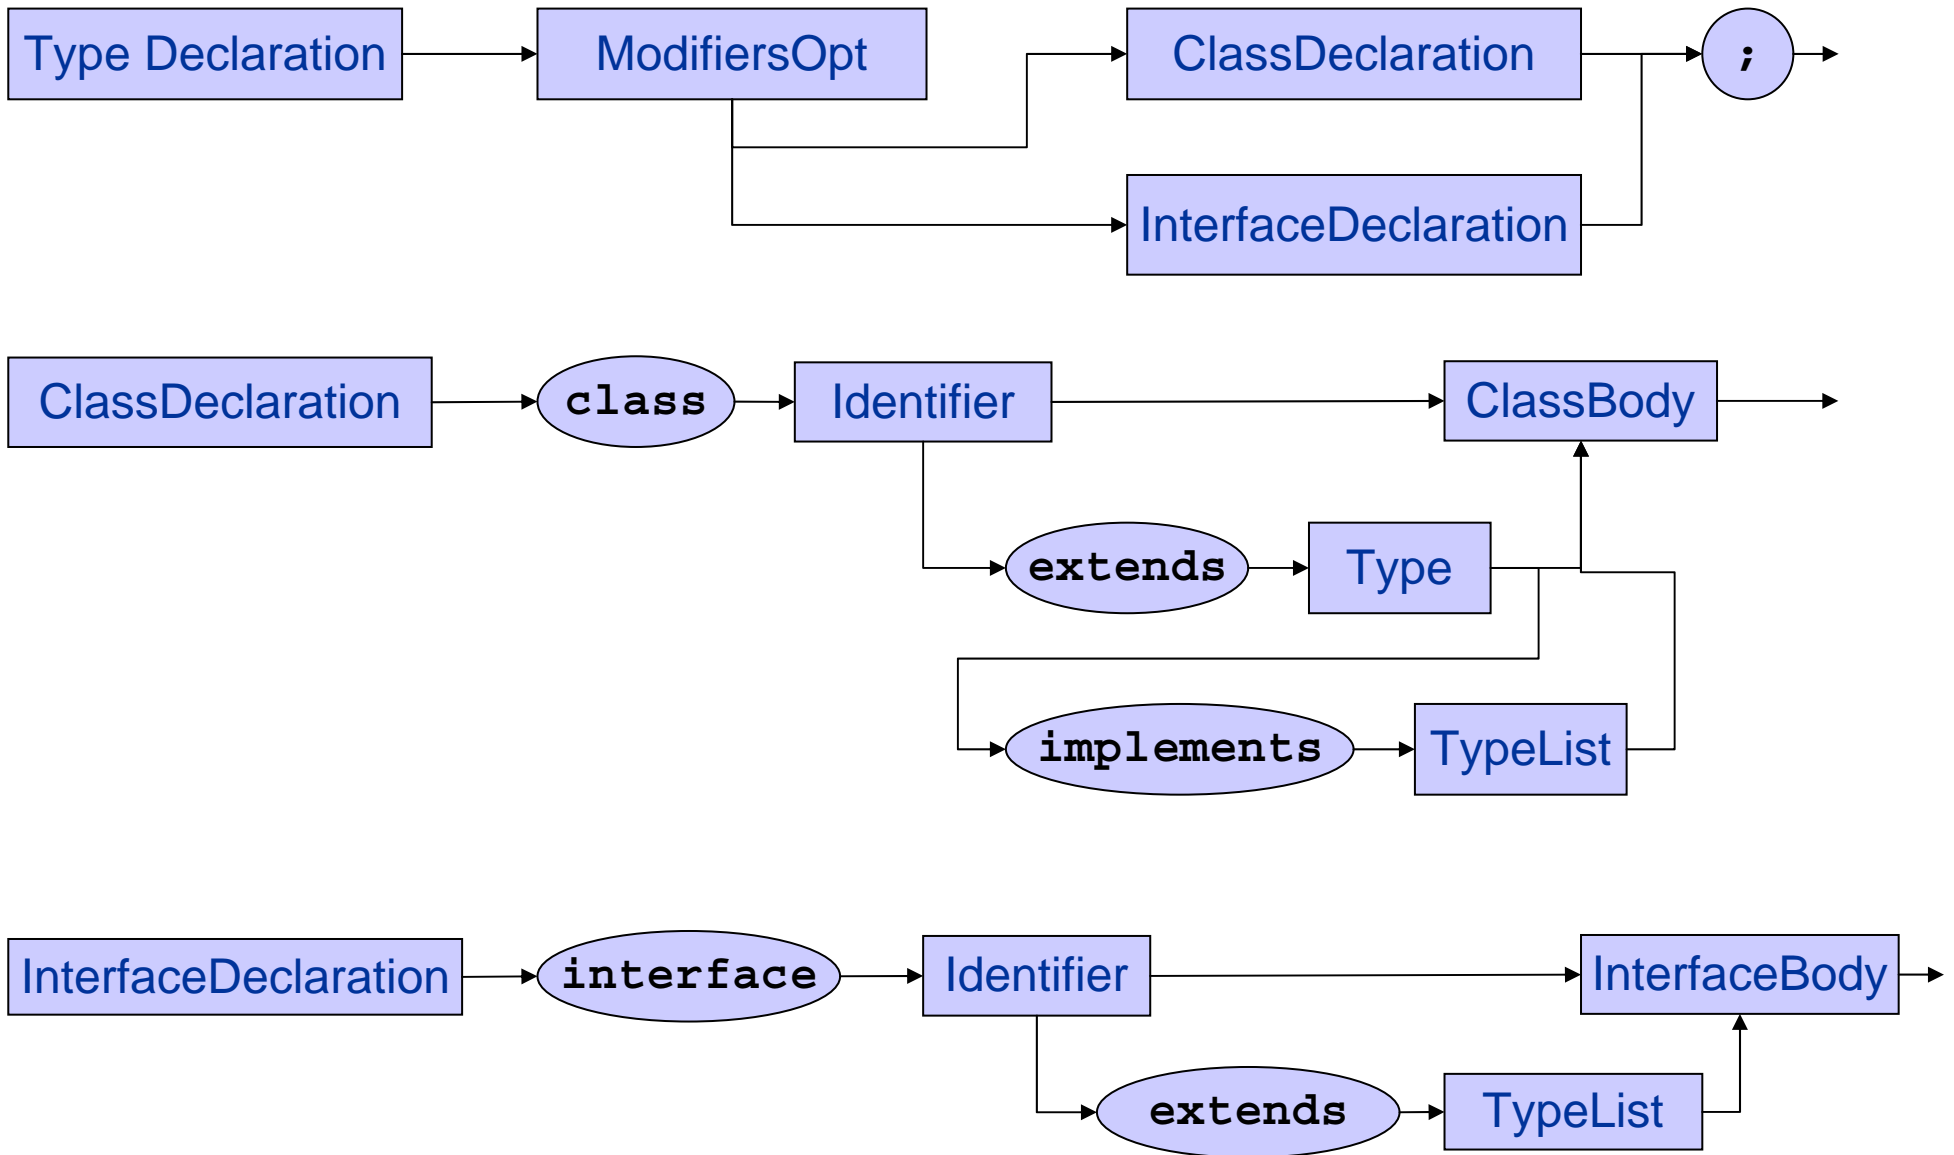 Type Declaration ModifiersOpt ClassDeclaration ;
InterfaceDeclaration
ClassDeclaration class Identifier ClassBody
extends Type
implements TypeList
InterfaceDeclaration interface Identifier InterfaceBody
extends TypeList